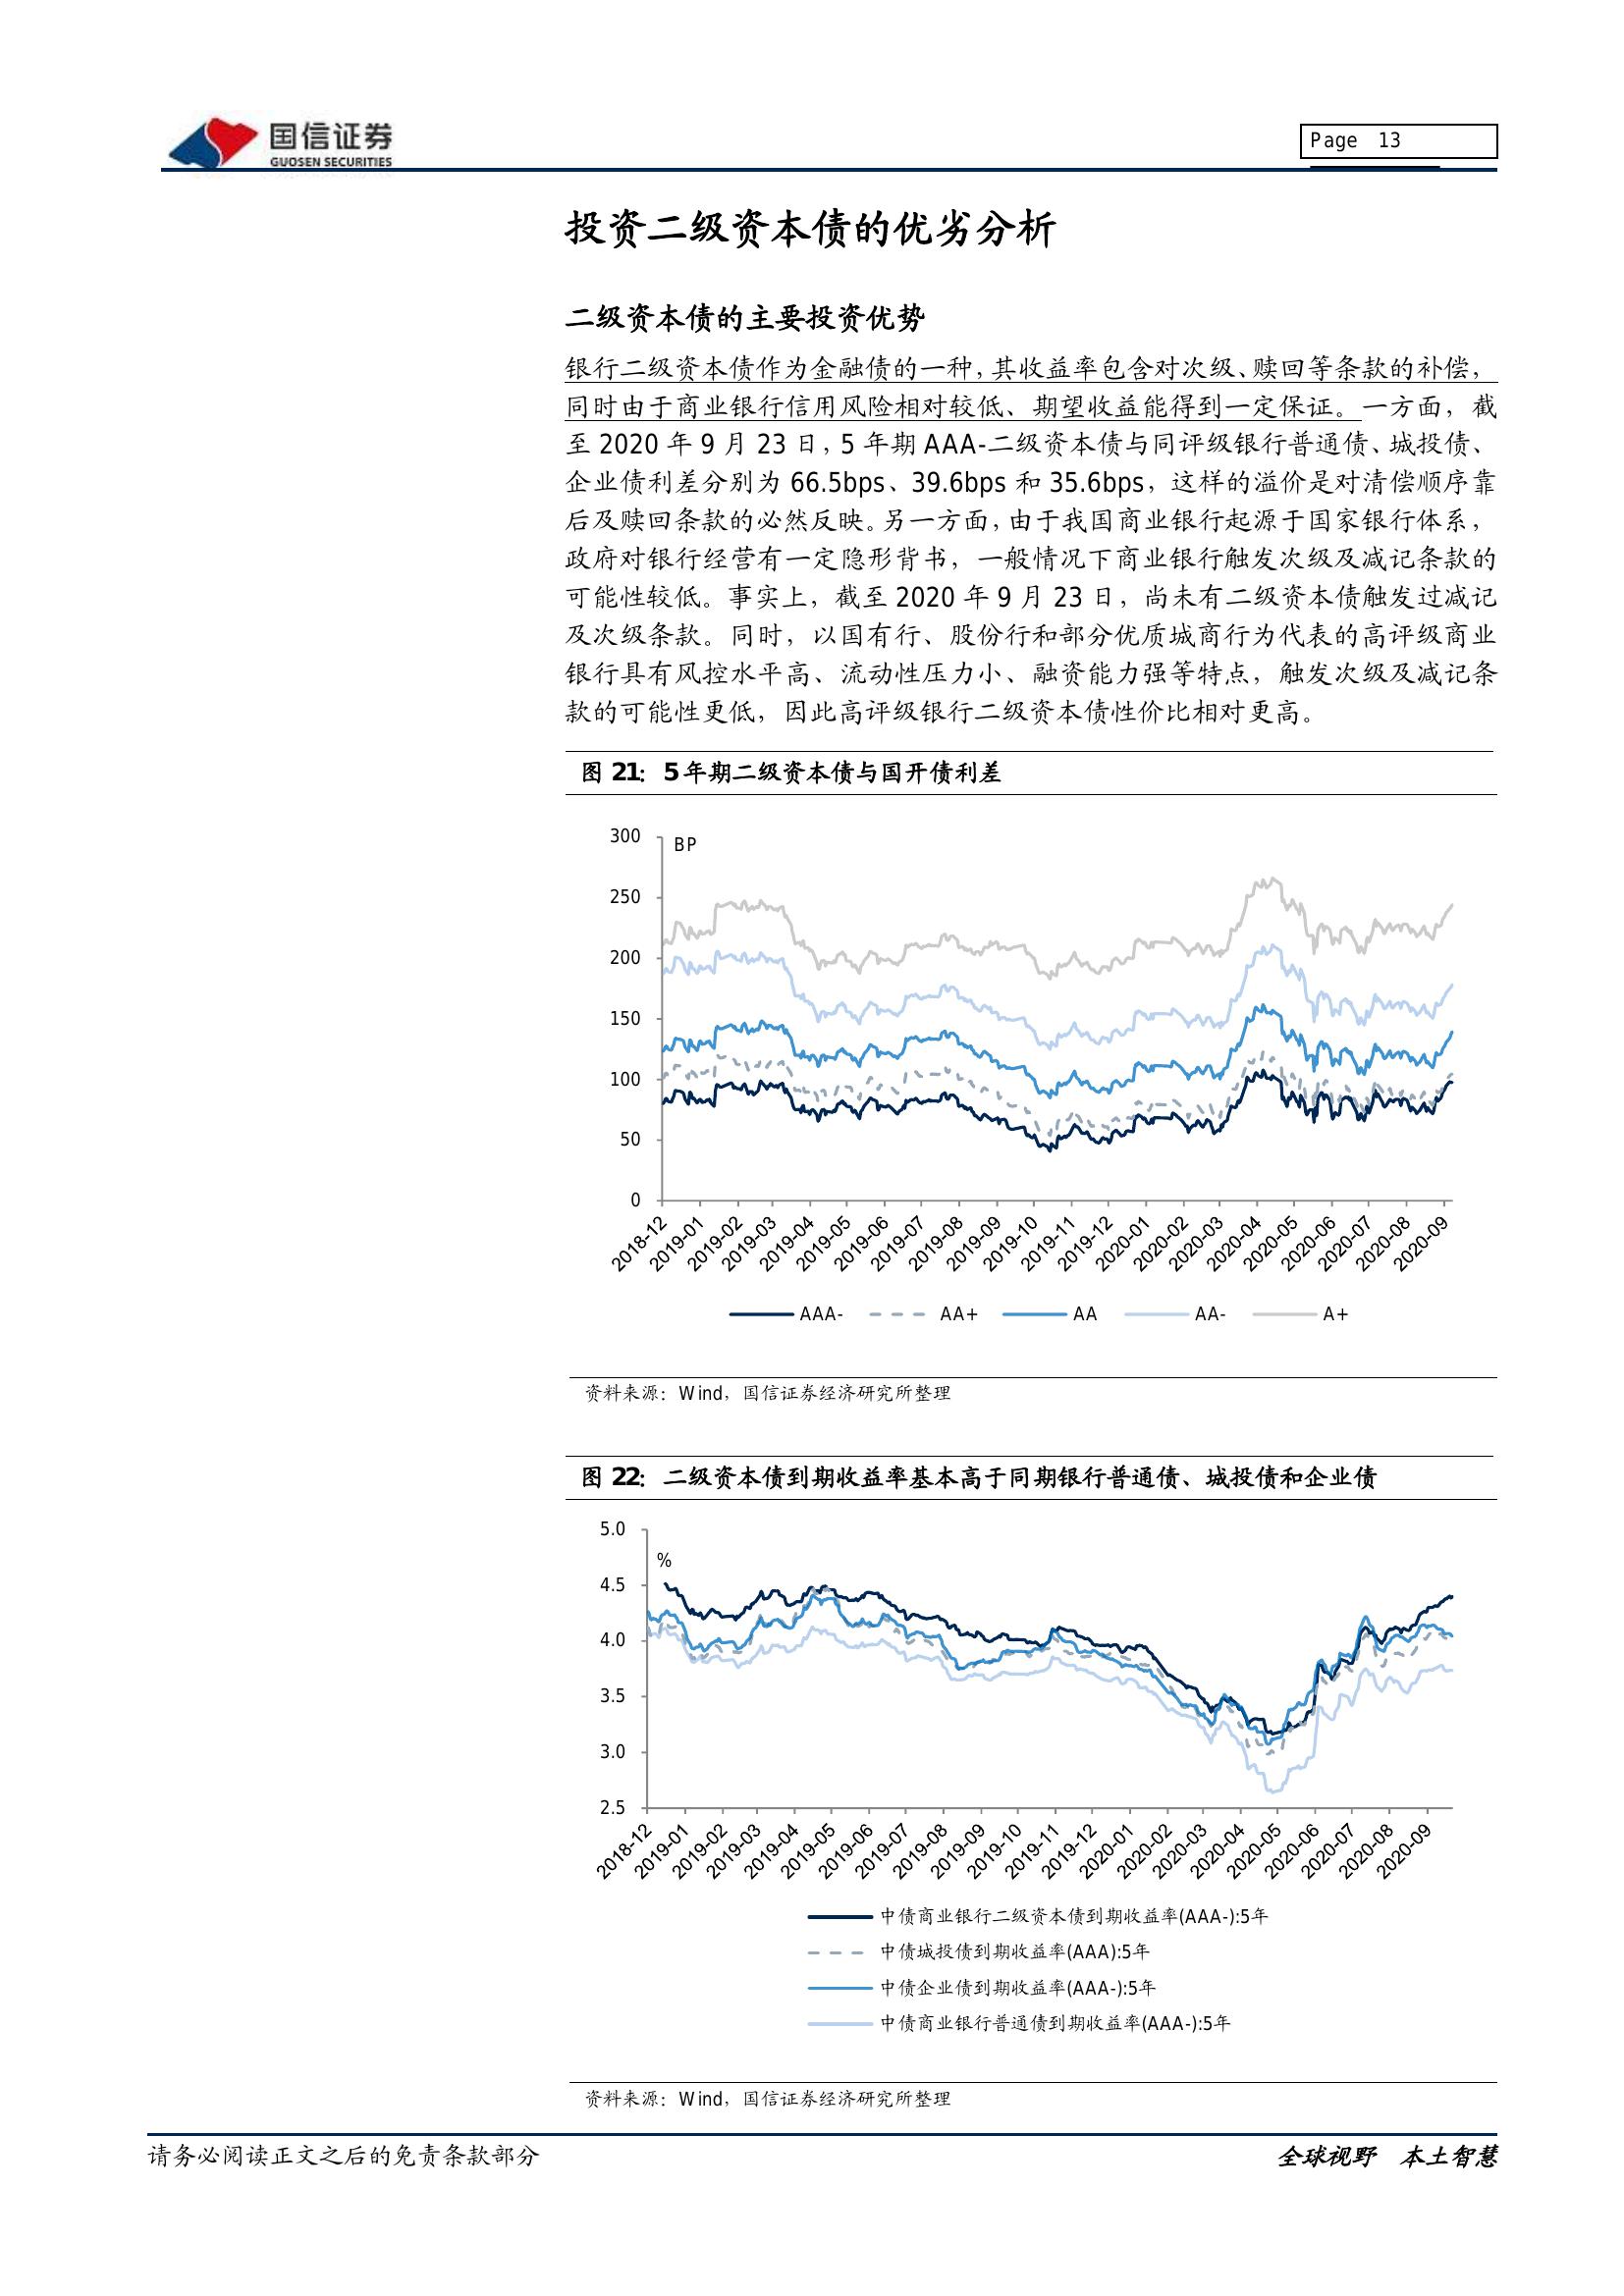 国信证券
GUOSEN SECURITIES
Page 13
投资二级资本债的优劣分析
二级资本债的主要投资优势
银行二级资本债作为金融债的一种，其收益率包含对次级、赎回等条款的补偿，
同时由于商业银行信用风险相对较低、期望收益能得到一定保证。一方面，截
至 2020 年 9 月 23 日，5 年期 AAA-二级资本债与同评级银行普通债、城投债、
企业债利差分别为 66.5bps、39.6bps 和 35.6bps，这样的溢价是对清偿顺序靠
后及赎回条款的必然反映。另一方面，由于我国商业银行起源于国家银行体系，
政府对银行经营有一定隐形背书，一般情况下商业银行触发次级及减记条款的
可能性较低。事实上，截至 2020 年 9 月 23 日，尚未有二级资本债触发过减记
及次级条款。同时，以国有行、股份行和部分优质城商行为代表的高评级商业
银行具有风控水平高、流动性压力小、融资能力强等特点，触发次级及减记条
款的可能性更低，因此高评级银行二级资本债性价比相对更高。
图 21：5 年期二级资本债与国开债利差
300
BP
250
200
150
100
50
0
2018-12 2019-01 2019-02 2019-03 2019-04 2019-05 2019-06 2019-07 2019-08 2019-09 2019-10 2019-11 2019-12 2020-01 2020-02 2020-03 2020-04 2020-05 2020-06 2020-07 2020-08 2020-09
AAA- AA+ AA AA- A+
资料来源：Wind，国信证券经济研究所整理
图 22：二级资本债到期收益率基本高于同期银行普通债、城投债和企业债
5.0
%
4.5
4.0
3.5
3.0
2.5
2018-12 2019-01 2019-02 2019-03 2019-04 2019-05 2019-06 2019-07 2019-08 2019-09 2019-10 2019-11 2019-12 2020-01 2020-02 2020-03 2020-04 2020-05 2020-06 2020-07 2020-08 2020-09
中债商业银行二级资本债到期收益率(AAA-):5年
中债城投债到期收益率(AAA):5年
中债企业债到期收益率(AAA-):5年
中债商业银行普通债到期收益率(AAA-):5年
资料来源：Wind，国信证券经济研究所整理
请务必阅读正文之后的免责条款部分
全球视野 本土智慧